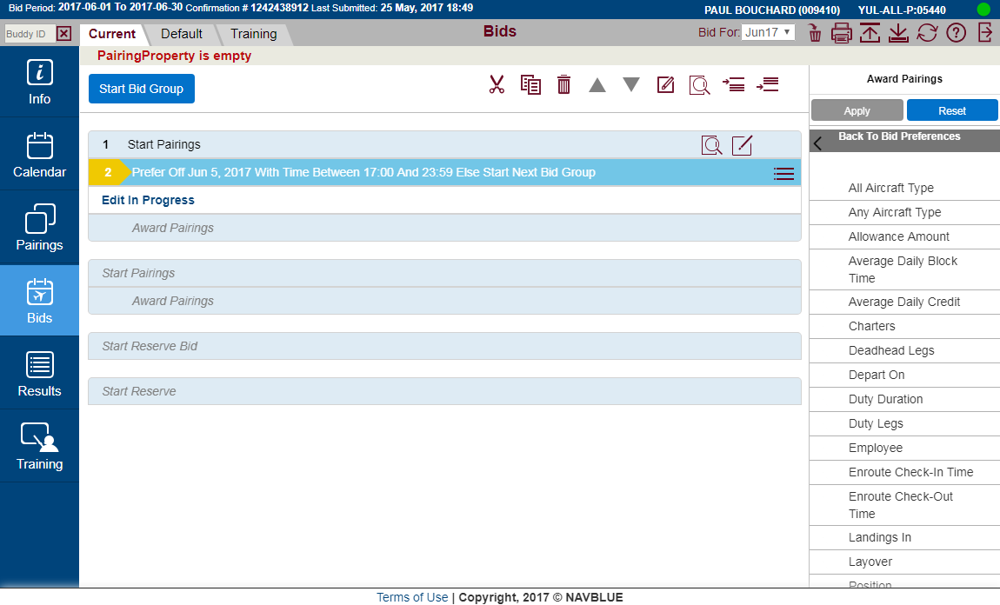 Bid Period: 2017-06-01 To 2017-06-30 Confirmation # 1242438912 Last Submitted: 25 May, 2017 18:49
PAUL BOUCHARD (009410) YUL-ALL-P:05440
Buddy ID
Current
Default
Training
Bids
Bid For: Jun17
PairingProperty is empty
Info
Calendar
Pairings
Bids
Results
Training
Start Bid Group
1 Start Pairings
2 Prefer Off Jun 5, 2017 With Time Between 17:00 And 23:59 Else Start Next Bid Group
Edit In Progress
Award Pairings
Start Pairings
Award Pairings
Start Reserve Bid
Start Reserve
Award Pairings
Apply
Reset
Back To Bid Preferences
All Aircraft Type
Any Aircraft Type
Allowance Amount
Average Daily Block
Time
Average Daily Credit
Charters
Deadhead Legs
Depart On
Duty Duration
Duty Legs
Employee
Enroute Check-In Time
Enroute Check-Out
Time
Landings In
Layover
Position
Terms of Use | Copyright, 2017 © NAVBLUE